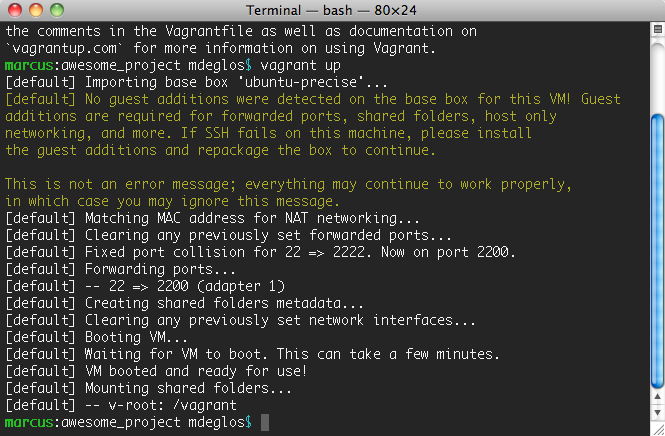 Terminal — bash — 80×24
the comments in the Vagrantfile as well as documentation on
`vagrantup.com` for more information on using Vagrant.
marcus:awesome_project mdeglos$ vagrant up
[default] Importing base box 'ubuntu-precise'...
[default] No guest additions were detected on the base box for this VM! Guest
additions are required for forwarded ports, shared folders, host only
networking, and more. If SSH fails on this machine, please install
the guest additions and repackage the box to continue.

This is not an error message; everything may continue to work properly,
in which case you may ignore this message.
[default] Matching MAC address for NAT networking...
[default] Clearing any previously set forwarded ports...
[default] Fixed port collision for 22 => 2222. Now on port 2200.
[default] Forwarding ports...
[default] -- 22 => 2200 (adapter 1)
[default] Creating shared folders metadata...
[default] Clearing any previously set network interfaces...
[default] Booting VM...
[default] Waiting for VM to boot. This can take a few minutes.
[default] VM booted and ready for use!
[default] Mounting shared folders...
[default] -- v-root: /vagrant
marcus:awesome_project mdeglos$